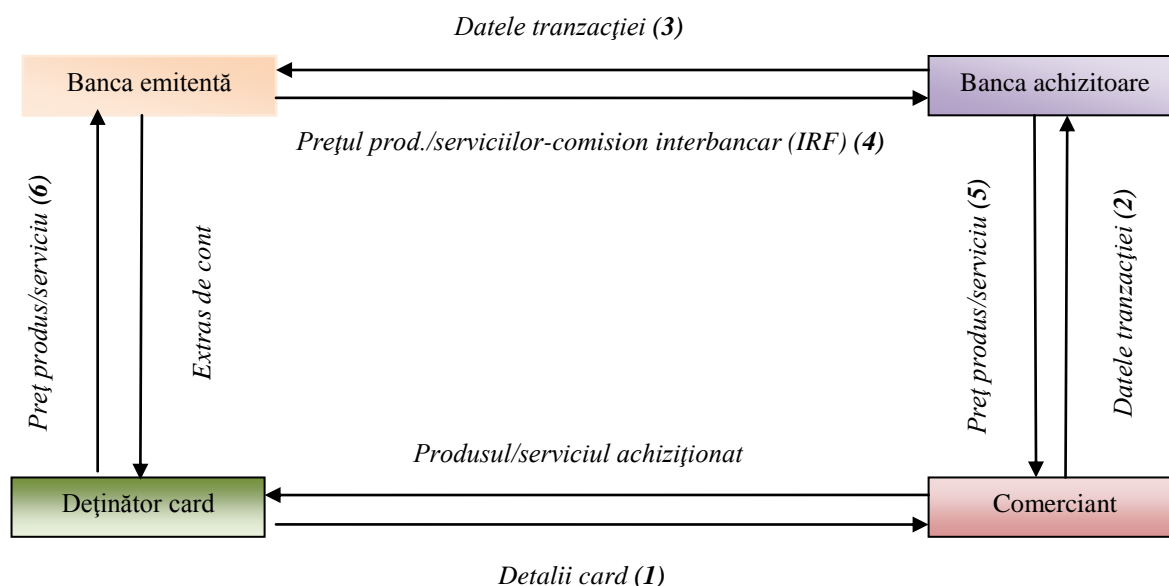 Datele tranzacţiei (3)
Banca emitentă
Banca achizitoare
Preţul prod./serviciilor-comision interbancar (IRF) (4)
Preţ produs/serviciu (6)
Extras de cont
Preţ produs/serviciu (5)
Datele tranzacţiei (2)
Produsul/serviciul achiziţionat
Deţinător card
Comerciant
Detalii card (1)